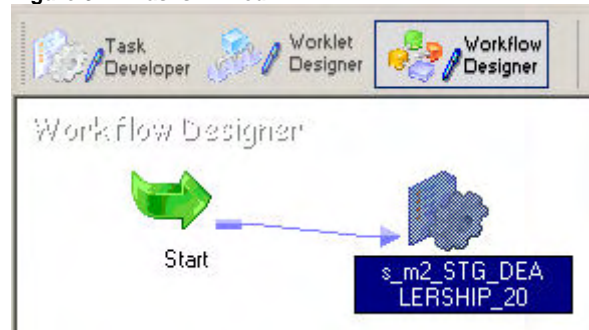 Task
Developer
Worklet
Designer
Workflow
Designer
Workflow Designer
Start
s_m2_STG_DEA
LERSHIP_20